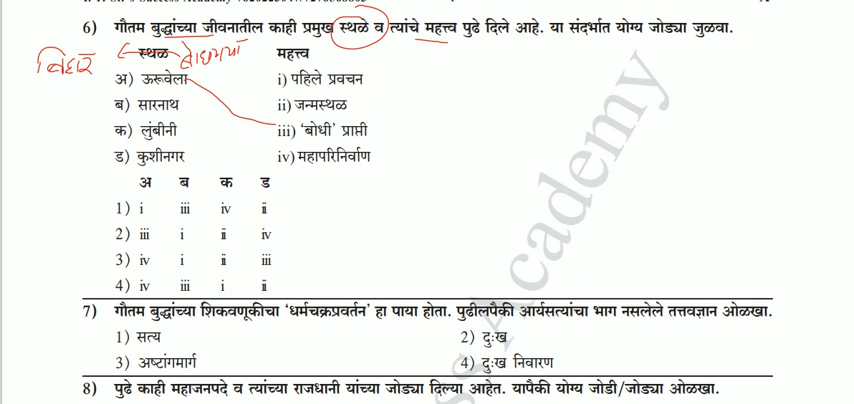 6) गौतम बुद्धांच्या जीवनातील काही प्रमुख स्थळे व त्यांचे महत्त्व पुढे दिले आहे. या संदर्भात योग्य जोड्या जुळवा.
बिहार स्थळ बोधगया महत्त्व
अ) ऊरूवेला i) पहिले प्रवचन
ब) सारनाथ ii) जन्मस्थळ
क) लुंबीनी iii) 'बोधी' प्राप्ती
ड) कुशीनगर iv) महापरिनिर्वाण
अ ब क ड
1) i iii iv ii
2) iii i ii iv
3) iv i ii iii
4) iv iii i ii
7) गौतम बुद्धांच्या शिकवणूकीचा 'धर्मचक्रप्रवर्तन' हा पाया होता. पुढीलपैकी आर्यसत्यांचा भाग नसलेले तत्तवज्ञान ओळखा.
1) सत्य 2) दुःख
3) अष्टांगमार्ग 4) दुःख निवारण
8) पुढे काही महाजनपदे व त्यांच्या राजधानी यांच्या जोड्या दिल्या आहेत. यापैकी योग्य जोडी/जोड्या ओळखा.
ss Academy